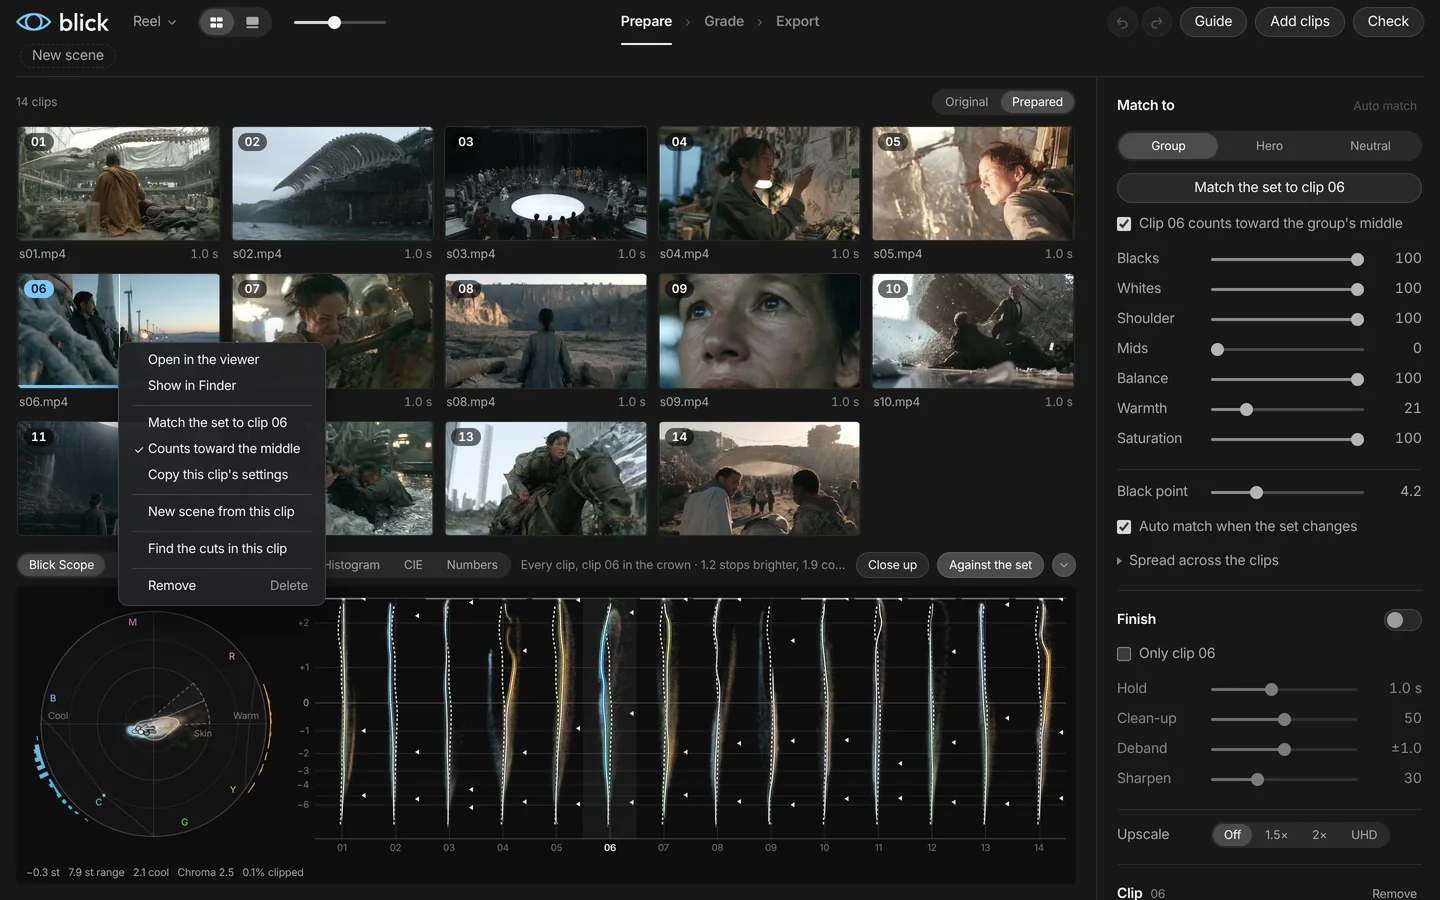 blick Reel Prepare › Grade › Export Guide Add clips Check
New scene
14 clips Original Prepared
01 02 03 04 05
s01.mp4 1.0 s s02.mp4 1.0 s s03.mp4 1.0 s s04.mp4 1.0 s s05.mp4 1.0 s
06 07 08 09 10
s06.mp4 1.0 s s08.mp4 1.0 s s09.mp4 1.0 s s10.mp4 1.0 s
11 13 14
Open in the viewer
Show in Finder
Match the set to clip 06
✓ Counts toward the middle
Copy this clip's settings
New scene from this clip
Find the cuts in this clip
Remove Delete
Blick Scope Histogram CIE Numbers Every clip, clip 06 in the crown · 1.2 stops brighter, 1.9 co... Close up Against the set
M
R
B
Cool Warm
Skin
Y
C
G
+2
+1
0
−1
−2
−3
−4
−6
01 02 03 04 05 06 07 08 09 10 11 12 13 14
−0.3 st 7.9 st range 2.1 cool Chroma 2.5 0.1% clipped
Match to Auto match
Group Hero Neutral
Match the set to clip 06
Clip 06 counts toward the group's middle
Blacks 100
Whites 100
Shoulder 100
Mids 0
Balance 100
Warmth 21
Saturation 100
Black point 4.2
Auto match when the set changes
Spread across the clips
Finish
Only clip 06
Hold 1.0 s
Clean-up 50
Deband ±1.0
Sharpen 30
Upscale Off 1.5× 2× UHD
Clip 06 Remove